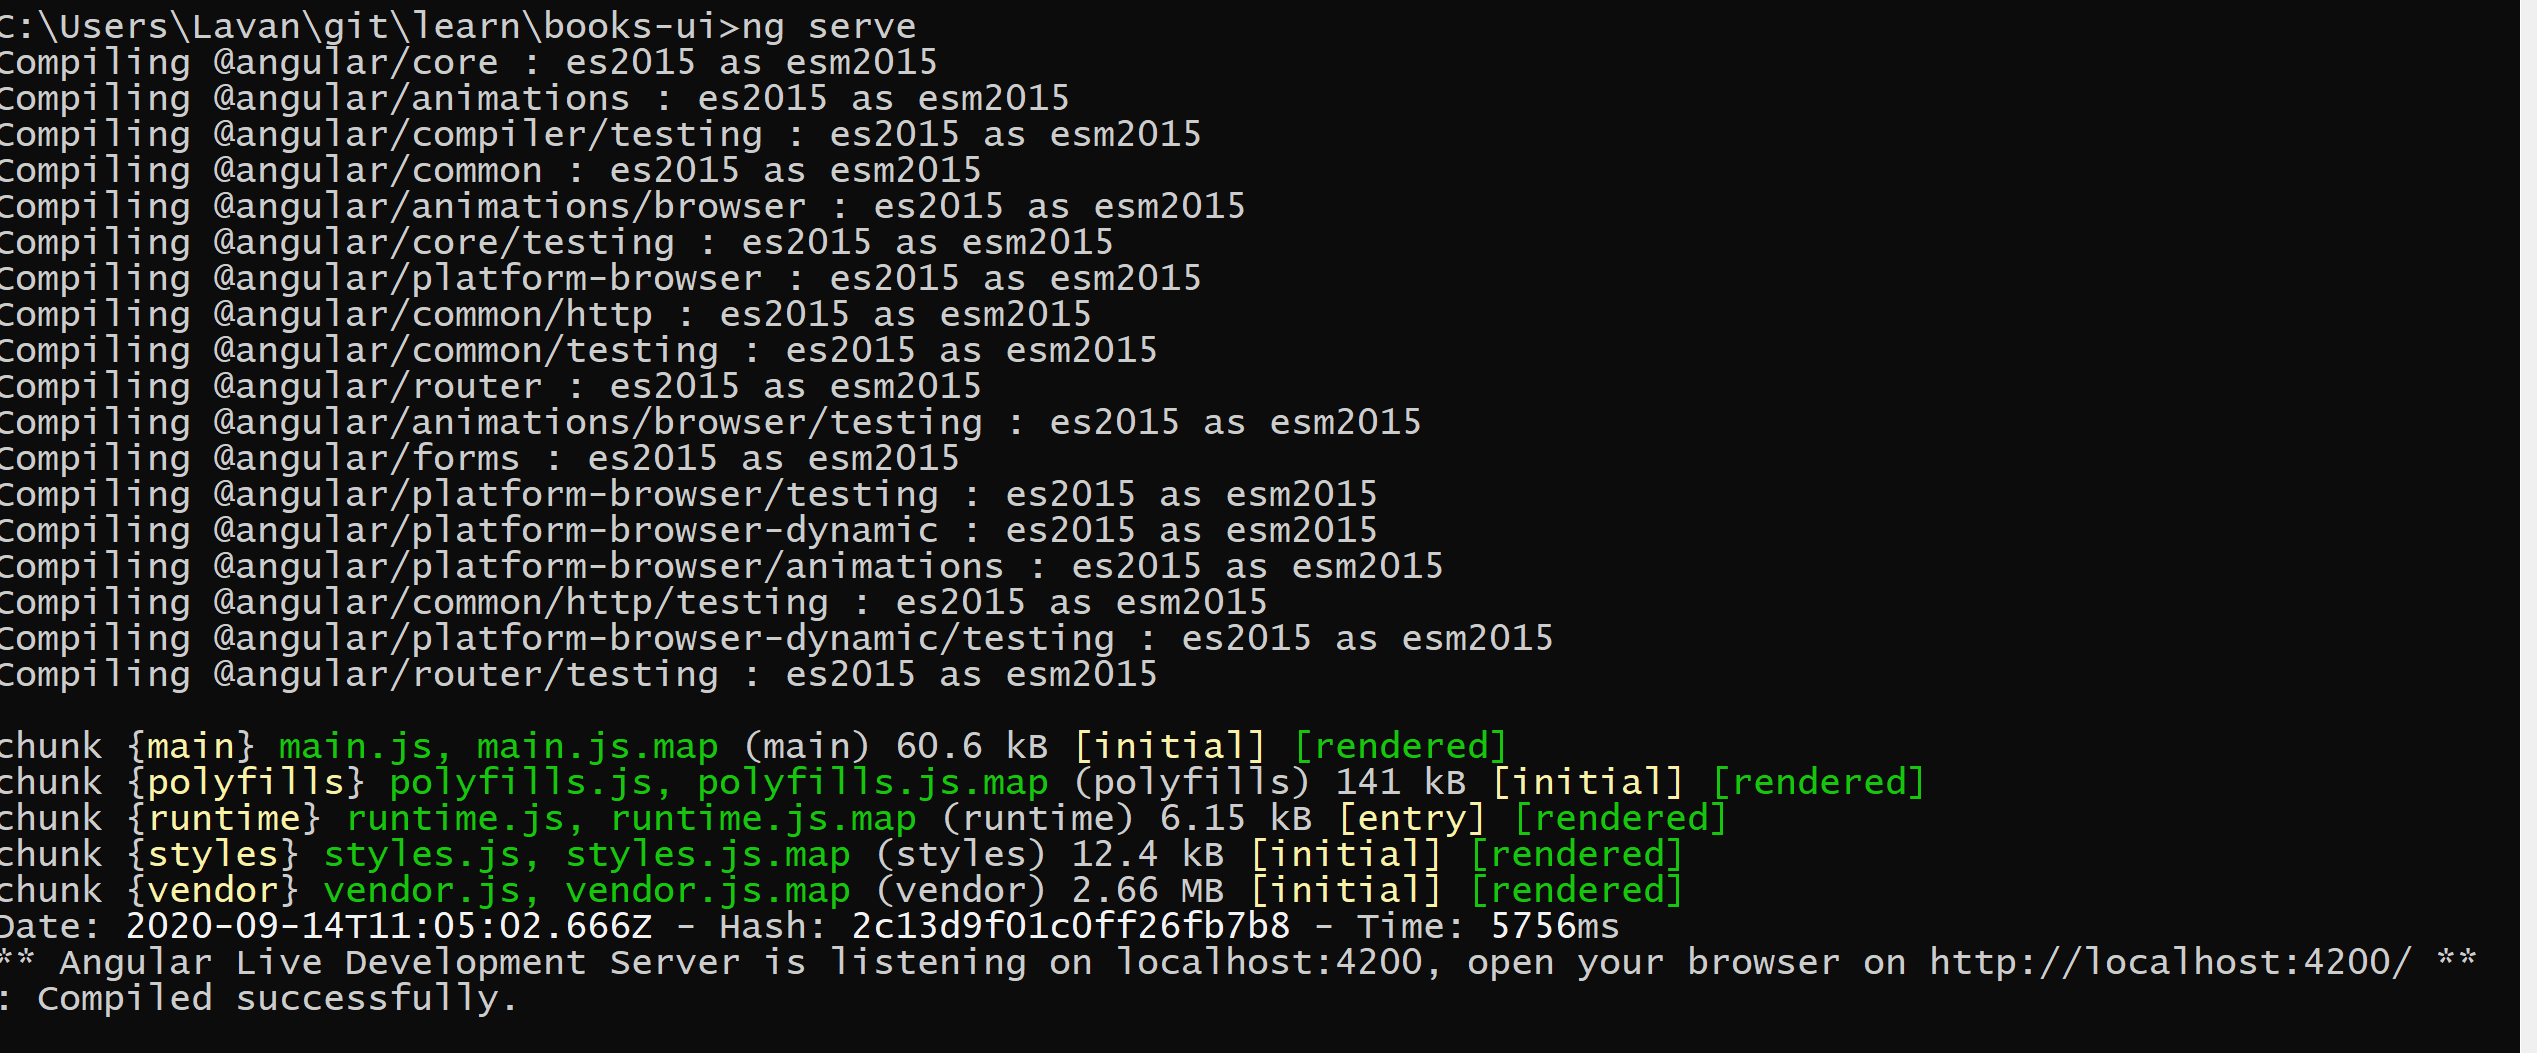 C:\Users\Lavan\git\learn\books-ui>ng serve
Compiling @angular/core : es2015 as esm2015
Compiling @angular/animations : es2015 as esm2015
Compiling @angular/compiler/testing : es2015 as esm2015
Compiling @angular/common : es2015 as esm2015
Compiling @angular/animations/browser : es2015 as esm2015
Compiling @angular/core/testing : es2015 as esm2015
Compiling @angular/platform-browser : es2015 as esm2015
Compiling @angular/common/http : es2015 as esm2015
Compiling @angular/common/testing : es2015 as esm2015
Compiling @angular/router : es2015 as esm2015
Compiling @angular/animations/browser/testing : es2015 as esm2015
Compiling @angular/forms : es2015 as esm2015
Compiling @angular/platform-browser/testing : es2015 as esm2015
Compiling @angular/platform-browser-dynamic : es2015 as esm2015
Compiling @angular/platform-browser/animations : es2015 as esm2015
Compiling @angular/common/http/testing : es2015 as esm2015
Compiling @angular/platform-browser-dynamic/testing : es2015 as esm2015
Compiling @angular/router/testing : es2015 as esm2015
chunk {main} main.js, main.js.map (main) 60.6 kB [initial] [rendered]
chunk {polyfills} polyfills.js, polyfills.js.map (polyfills) 141 kB [initial] [rendered]
chunk {runtime} runtime.js, runtime.js.map (runtime) 6.15 kB [entry] [rendered]
chunk {styles} styles.js, styles.js.map (styles) 12.4 kB [initial] [rendered]
chunk {vendor} vendor.js, vendor.js.map (vendor) 2.66 MB [initial] [rendered]
Date: 2020-09-14T11:05:02.666Z - Hash: 2c13d9f01c0ff26fb7b8 - Time: 5756ms
** Angular Live Development Server is listening on localhost:4200, open your browser on http://localhost:4200/ **
: Compiled successfully.